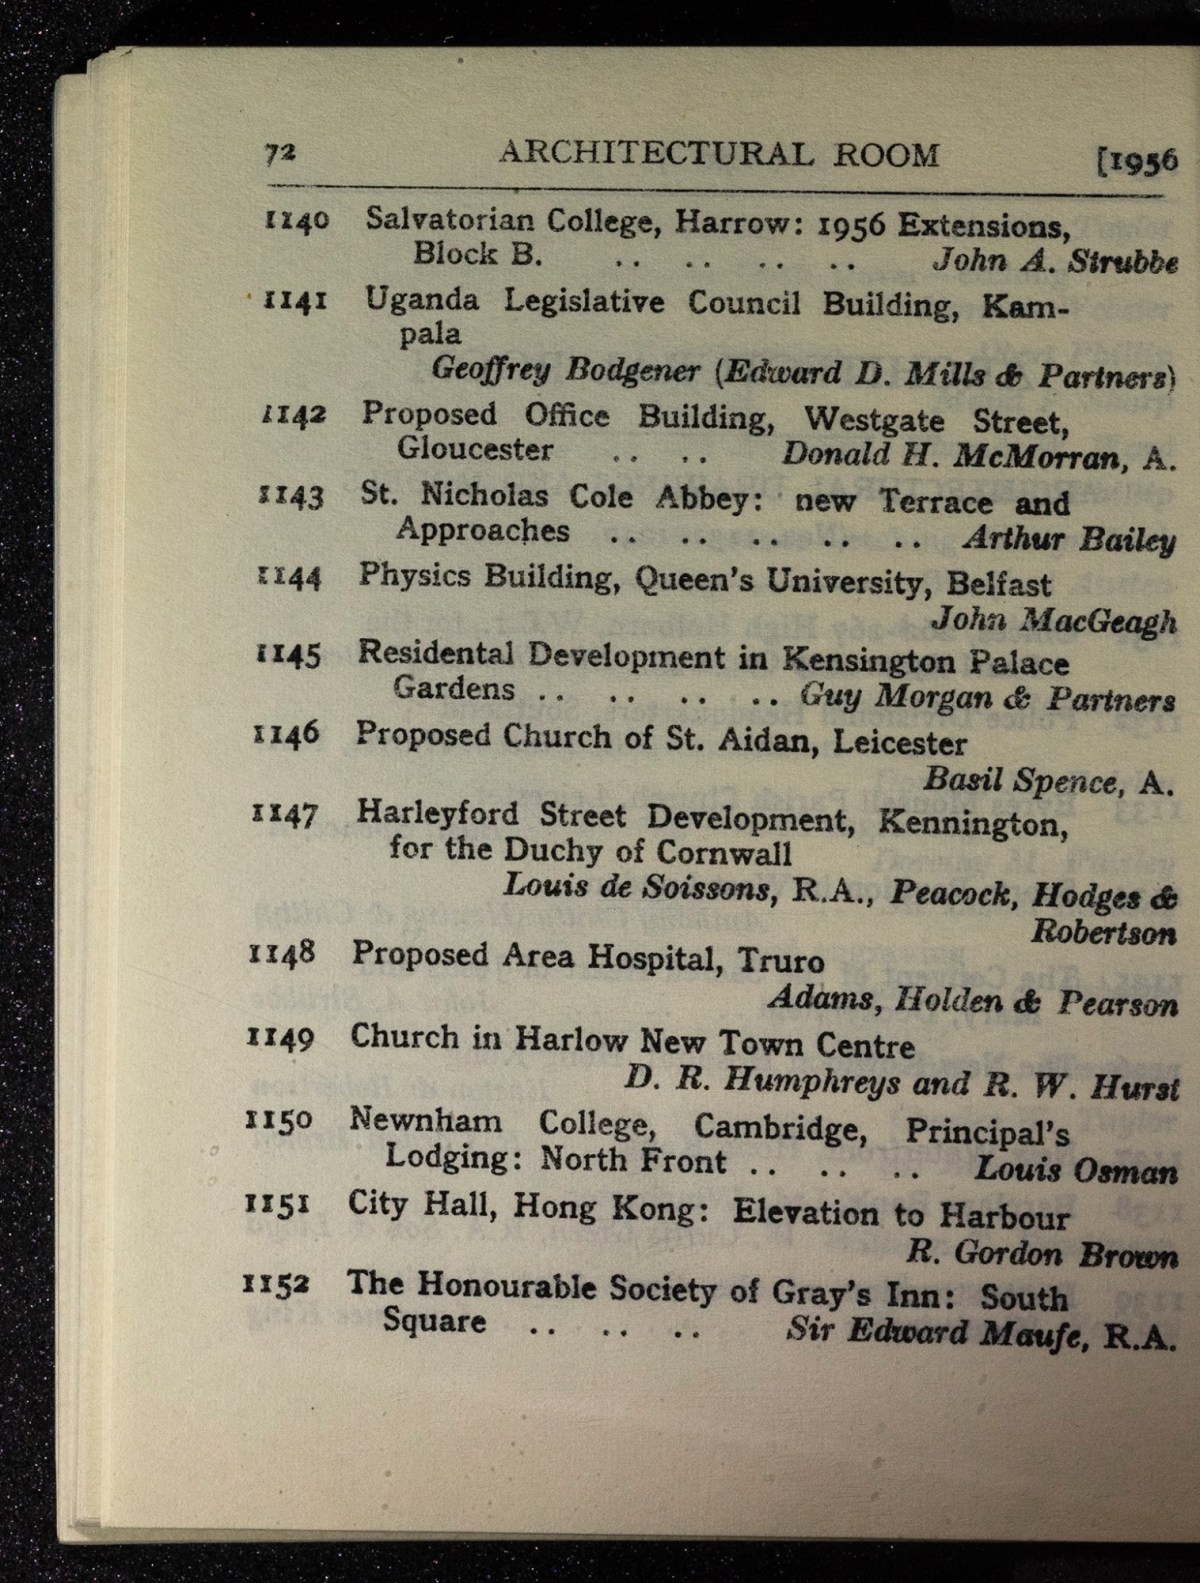 72 ARCHITECTURAL ROOM [1956
1140 Salvatorian College, Harrow: 1956 Extensions,
Block B. .. .. .. .. John A. Strubbe
1141 Uganda Legislative Council Building, Kam-
pala
Geoffrey Bodgener (Edward D. Mills & Partners)
1142 Proposed Office Building, Westgate Street,
Gloucester .. .. Donald H. McMorran, A.
1143 St. Nicholas Cole Abbey: new Terrace and
Approaches .. .. .. .. .. Arthur Bailey
1144 Physics Building, Queen's University, Belfast
John MacGeagh
1145 Residental Development in Kensington Palace
Gardens .. .. .. .. Guy Morgan & Partners
1146 Proposed Church of St. Aidan, Leicester
Basil Spence, A.
1147 Harleyford Street Development, Kennington,
for the Duchy of Cornwall
Louis de Soissons, R.A., Peacock, Hodges &
Robertson
1148 Proposed Area Hospital, Truro
Adams, Holden & Pearson
1149 Church in Harlow New Town Centre
D. R. Humphreys and R. W. Hurst
1150 Newnham College, Cambridge, Principal's
Lodging: North Front .. .. .. Louis Osman
1151 City Hall, Hong Kong: Elevation to Harbour
R. Gordon Brown
1152 The Honourable Society of Gray's Inn: South
Square .. .. .. Sir Edward Maufe, R.A.